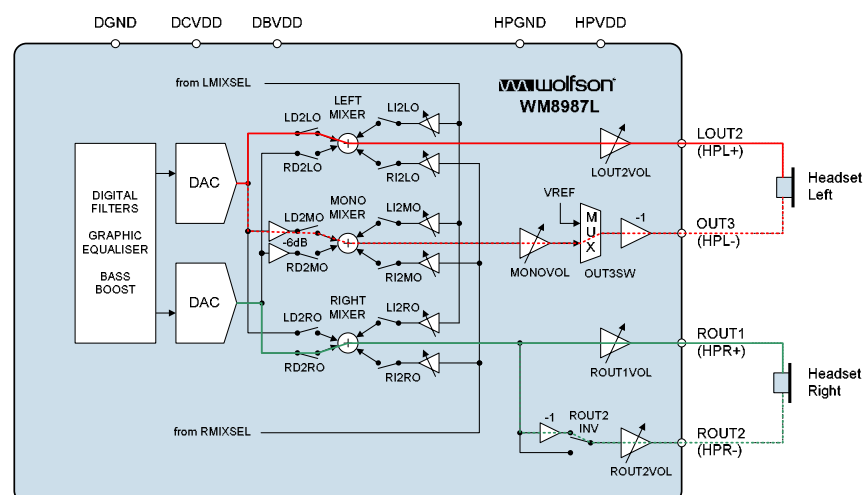 DGND DCVDD DBVDD HPGND HPVDD
from LMIXSEL
wolfson
WM8987L
LEFT
MIXER
LD2LO
LI2LO
RD2LO
RI2LO
LOUT2VOL
LOUT2
(HPL+)
Headset
Left
DIGITAL
FILTERS
GRAPHIC
EQUALISER
BASS
BOOST
DAC
DAC
MONO
MIXER
LD2MO
LI2MO
-6dB
RD2MO
RI2MO
MONOVOL
VREF
MUX
OUT3SW
-1
OUT3
(HPL-)
RIGHT
MIXER
LD2RO
LI2RO
RD2RO
RI2RO
ROUT1VOL
ROUT1
(HPR+)
Headset
Right
from RMIXSEL
-1
ROUT2
INV
ROUT2VOL
ROUT2
(HPR-)